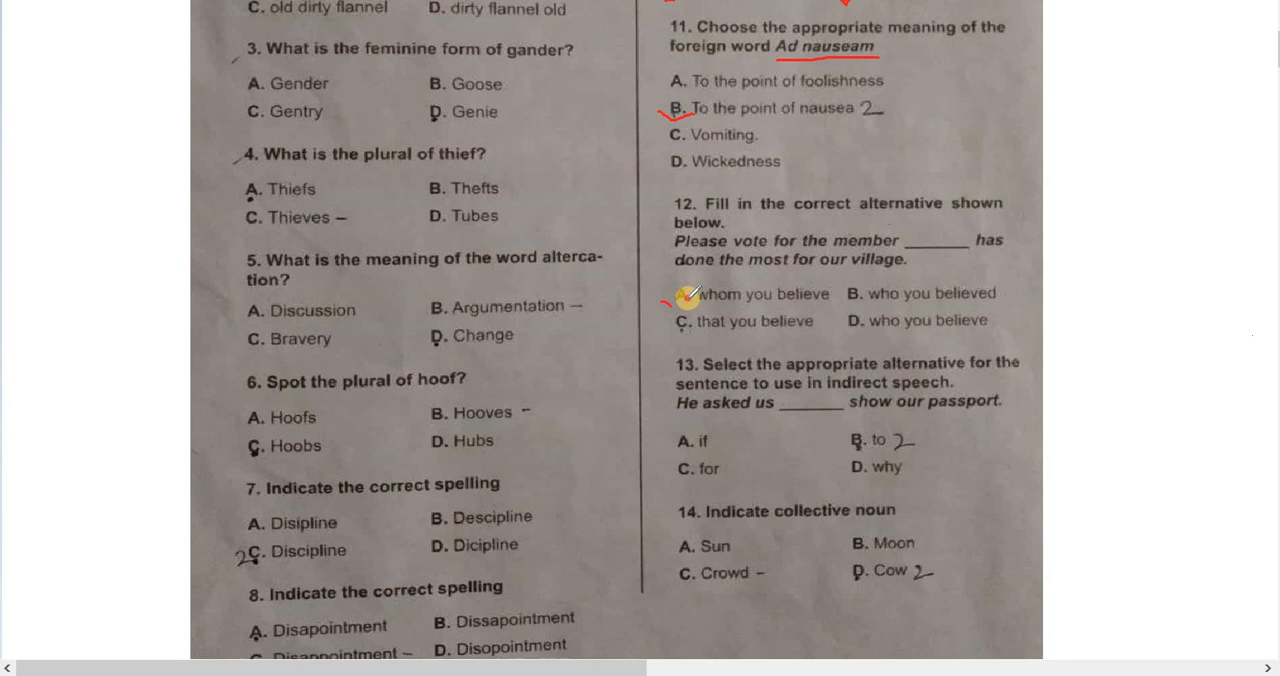 C. old dirty flannel D. dirty flannel old
3. What is the feminine form of gander?
A. Gender B. Goose
C. Gentry D. Genie
4. What is the plural of thief?
A. Thiefs B. Thefts
C. Thieves – D. Tubes
5. What is the meaning of the word alterca-
tion?
A. Discussion B. Argumentation –
C. Bravery D. Change
6. Spot the plural of hoof?
A. Hoofs B. Hooves –
C. Hoobs D. Hubs
7. Indicate the correct spelling
A. Disipline B. Descipline
2 C. Discipline D. Dicipline
8. Indicate the correct spelling
A. Disapointment B. Dissapointment
C. Disappointment – D. Disopointment
11. Choose the appropriate meaning of the
foreign word Ad nauseam
A. To the point of foolishness
B. To the point of nausea 2
C. Vomiting.
D. Wickedness
12. Fill in the correct alternative shown
below.
Please vote for the member ______ has
done the most for our village.
A. whom you believe B. who you believed
C. that you believe D. who you believe
13. Select the appropriate alternative for the
sentence to use in indirect speech.
He asked us ______ show our passport.
A. if B. to 2
C. for D. why
14. Indicate collective noun
A. Sun B. Moon
C. Crowd – D. Cow 2